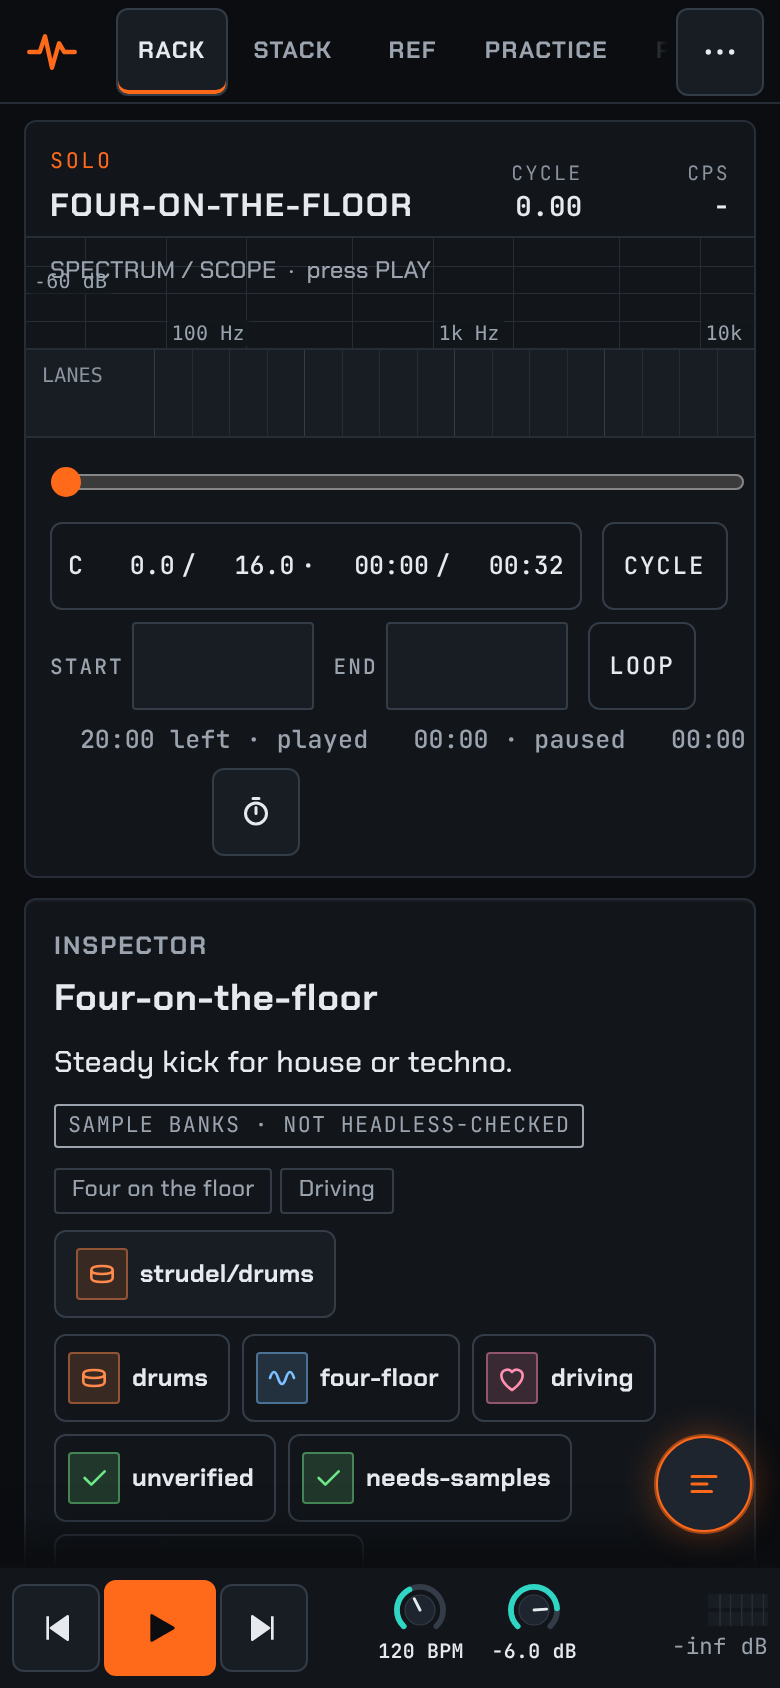 RACK STACK REF PRACTICE ...
SOLO
FOUR-ON-THE-FLOOR
CYCLE
0.00
CPS
-
SPECTRUM / SCOPE · press PLAY
-60 dB
100 Hz 1k Hz 10k
LANES
C 0.0 / 16.0 · 00:00 / 00:32
CYCLE
START END LOOP
20:00 left · played 00:00 · paused 00:00
INSPECTOR
Four-on-the-floor
Steady kick for house or techno.
SAMPLE BANKS · NOT HEADLESS-CHECKED
Four on the floor Driving
strudel/drums
drums four-floor driving
unverified needs-samples
120 BPM -6.0 dB -inf dB